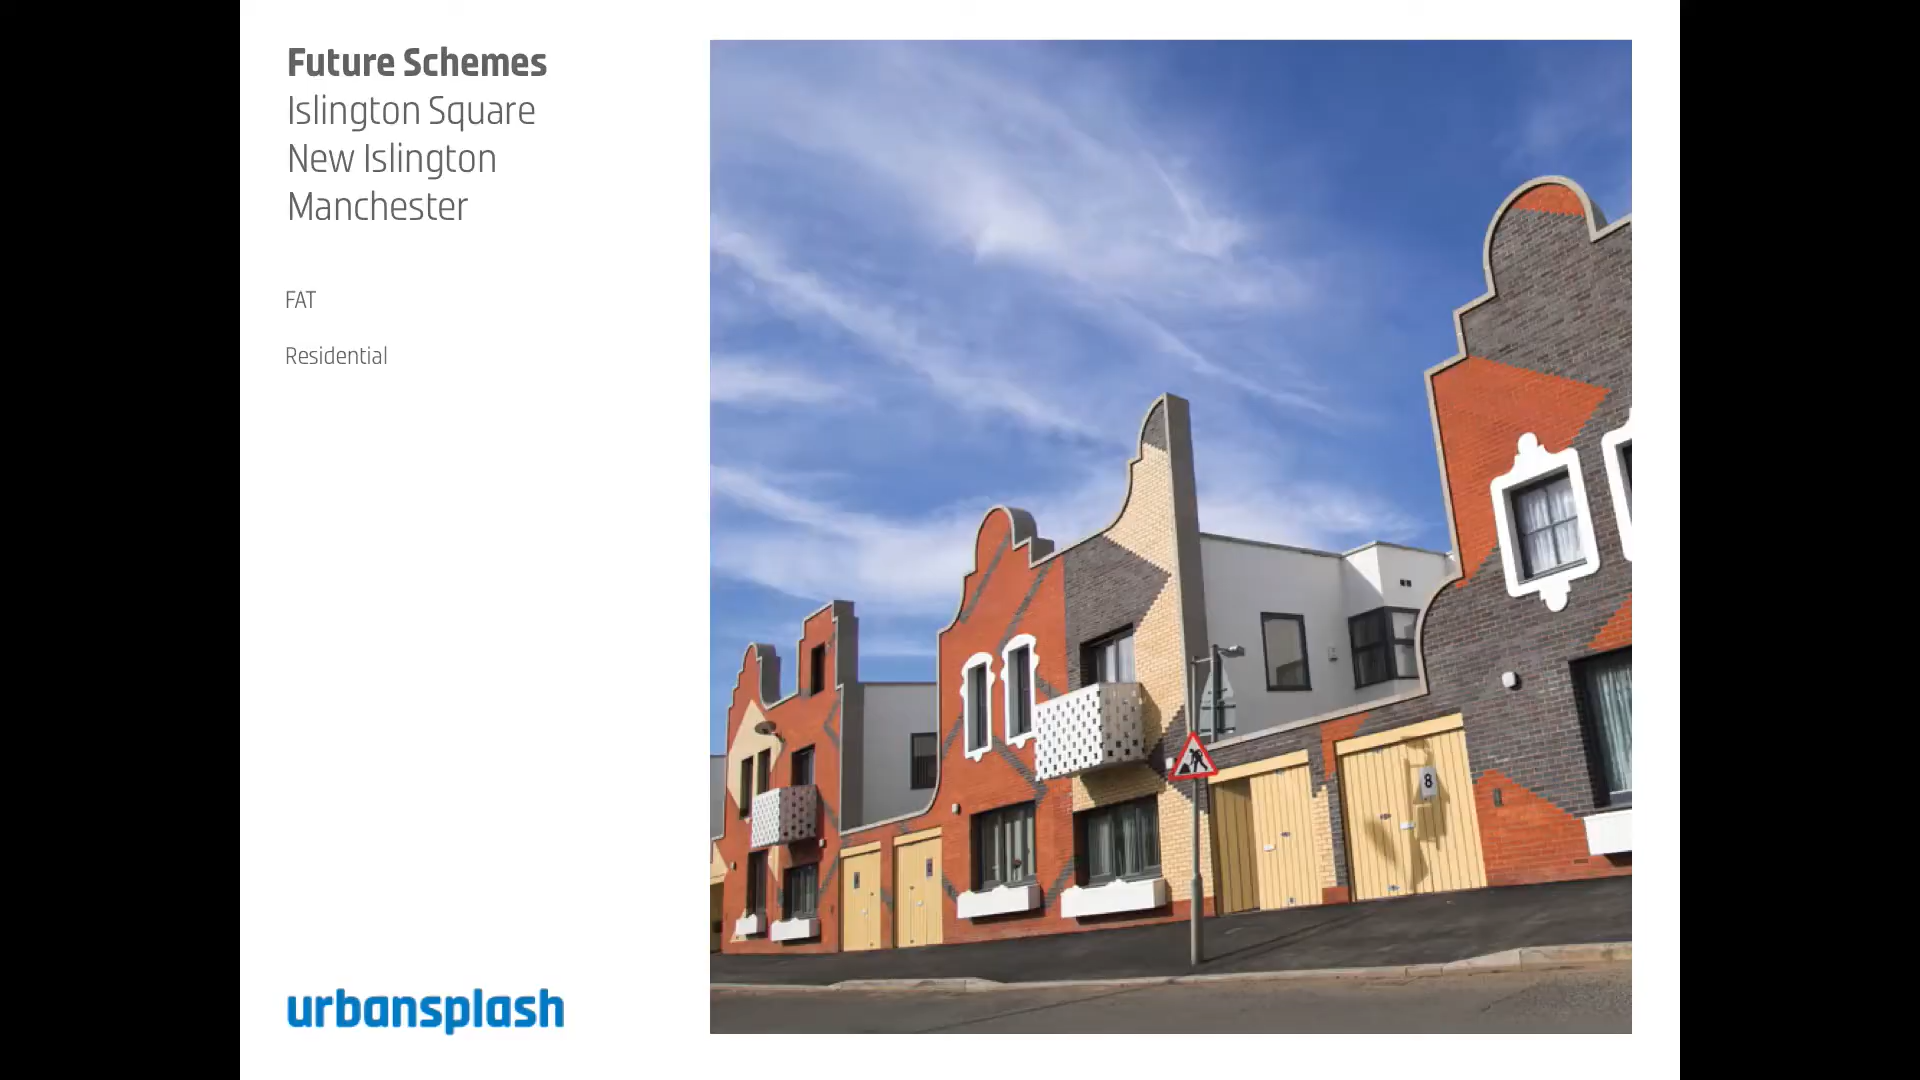 Future Schemes
Islington Square
New Islington
Manchester
FAT
Residential
urbansplash
8